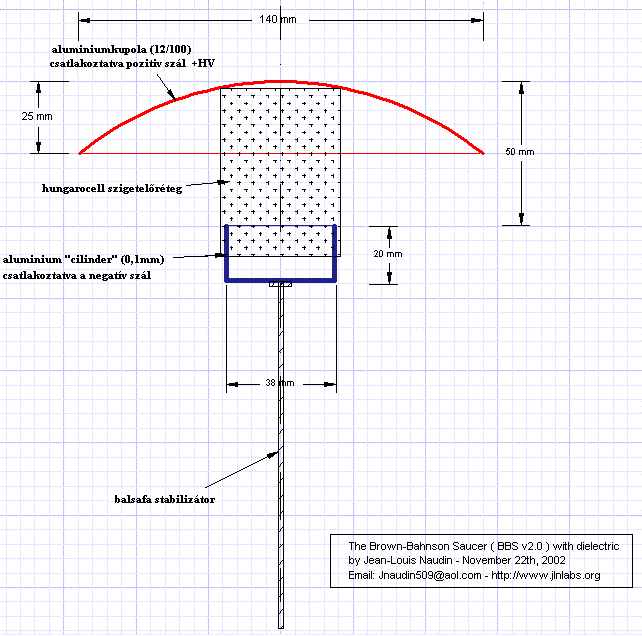 140 mm
aluminiumkupola (12/100)
csatlakoztatva pozitív szál +HV
25 mm
50 mm
hungarocell szigetelőréteg
20 mm
aluminium "cilinder" (0,1mm)
csatlakoztatva a negatív szál
38 mm
balsafa stabilizátor
The Brown-Bahnson Saucer ( BBS v2.0 ) with dielectric
by Jean-Louis Naudin - November 22th, 2002
Email: Jnaudin509@aol.com - http://www.jlnlabs.org